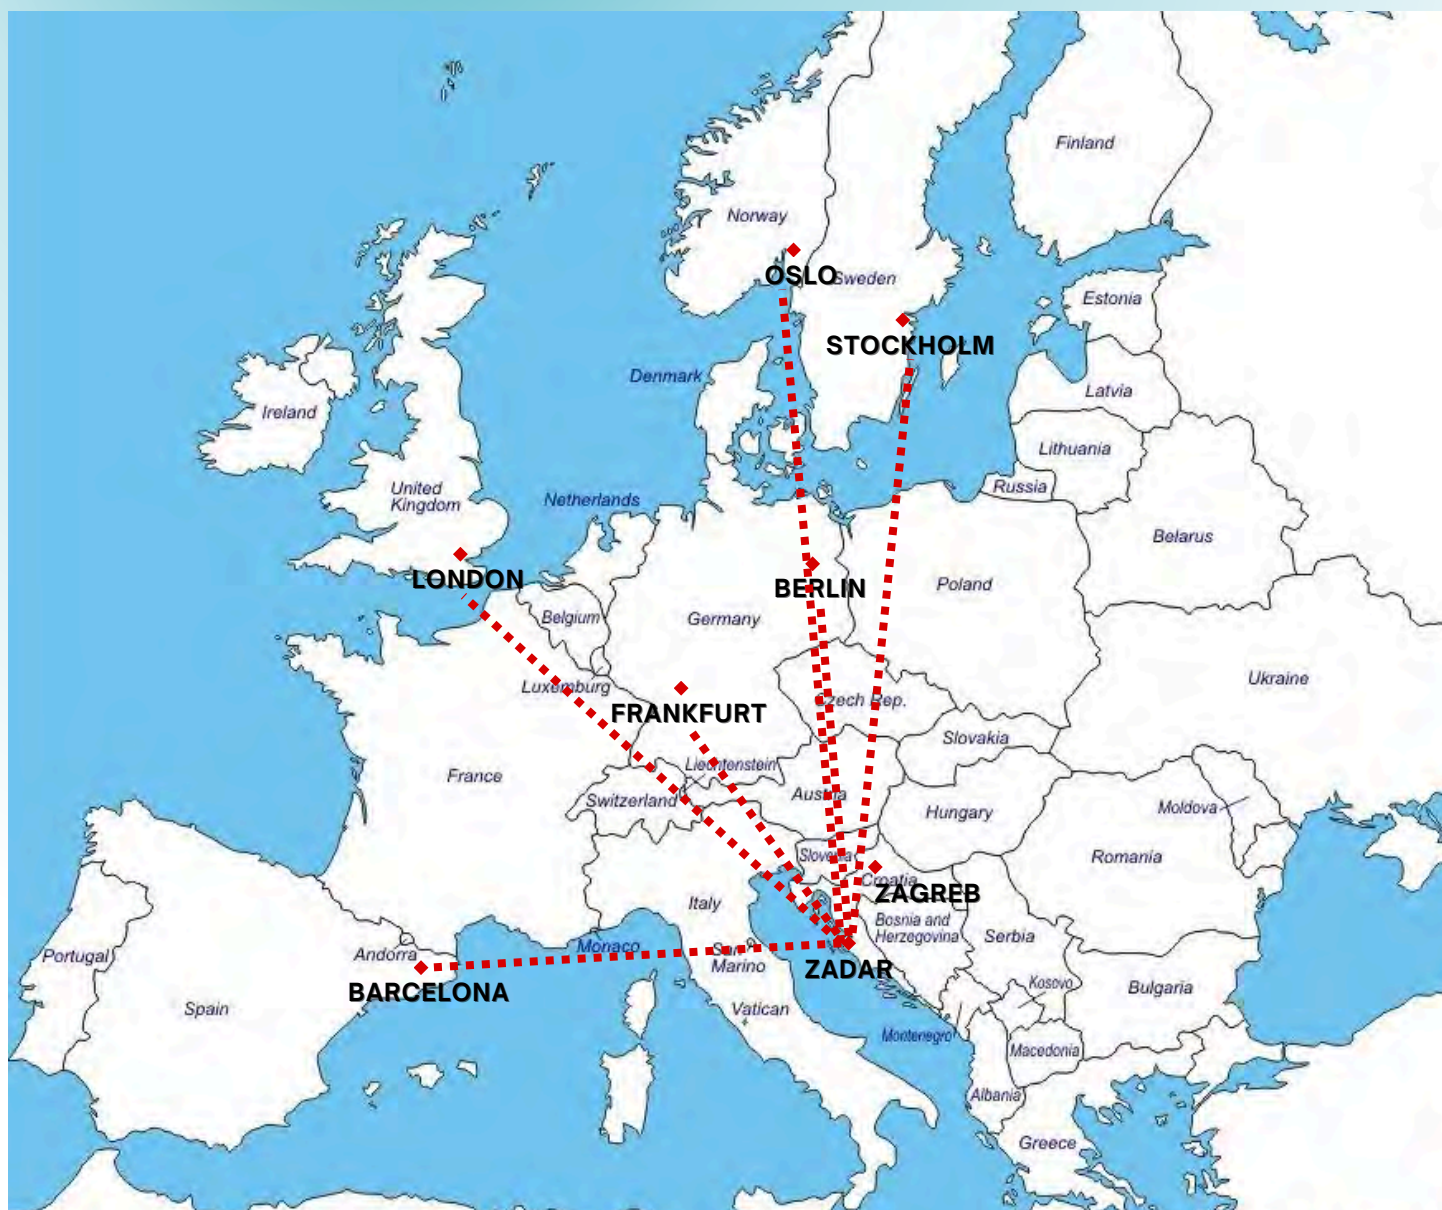 Finland
Norway
OSLO
Sweden
Estonia
STOCKHOLM
Denmark
Latvia
Ireland
Lithuania
United
Kingdom
Russia
Netherlands
Belarus
LONDON
BERLIN
Poland
Belgium
Germany
Ukraine
Luxemburg
Czech Rep.
FRANKFURT
Slovakia
Liechtenstein
France
Switzerland
Austria
Hungary
Moldova
Slovenia
Romania
Croatia
ZAGREB
Italy
Bosnia and
Herzegovina
Serbia
Portugal
Andorra
Monaco
San
Marino
ZADAR
BARCELONA
Kosovo
Bulgaria
Spain
Vatican
Montenegro
Macedonia
Albania
Greece